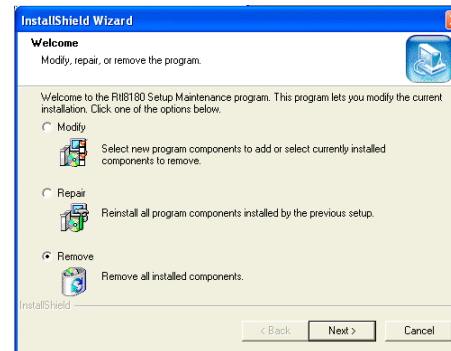 InstallShield Wizard
Welcome
Modify, repair, or remove the program.
Welcome to the Rtl8180 Setup Maintenance program. This program lets you modify the current
installation. Click one of the options below.
Modify
Select new program components to add or select currently installed
components to remove.
Repair
Reinstall all program components installed by the previous setup.
Remove
Remove all installed components.
InstallShield
< Back
Next >
Cancel